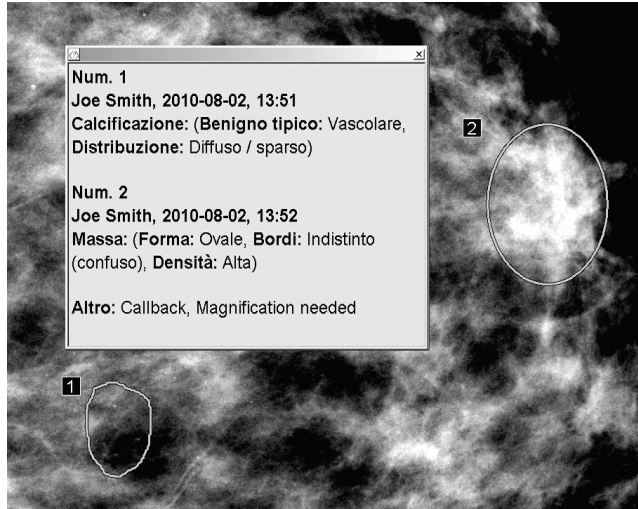 Num. 1
Joe Smith, 2010-08-02, 13:51
Calcificazione: (Benigno tipico: Vascolare,
Distribuzione: Diffuso / sparso)
Num. 2
Joe Smith, 2010-08-02, 13:52
Massa: (Forma: Ovale, Bordi: Indistinto
(confuso), Densità: Alta)
Altro: Callback, Magnification needed
2
1